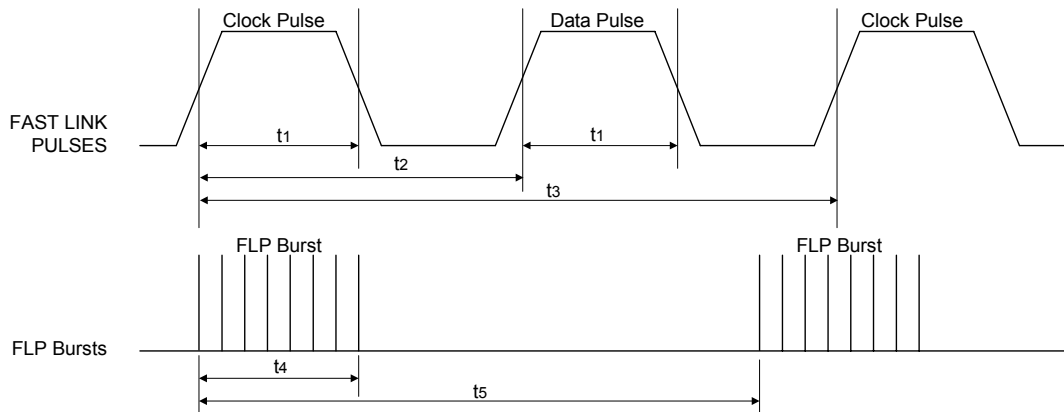 Clock Pulse
Data Pulse
Clock Pulse
FAST LINK
PULSES
t1
t1
t2
t3
FLP Burst
FLP Burst
FLP Bursts
t4
t5